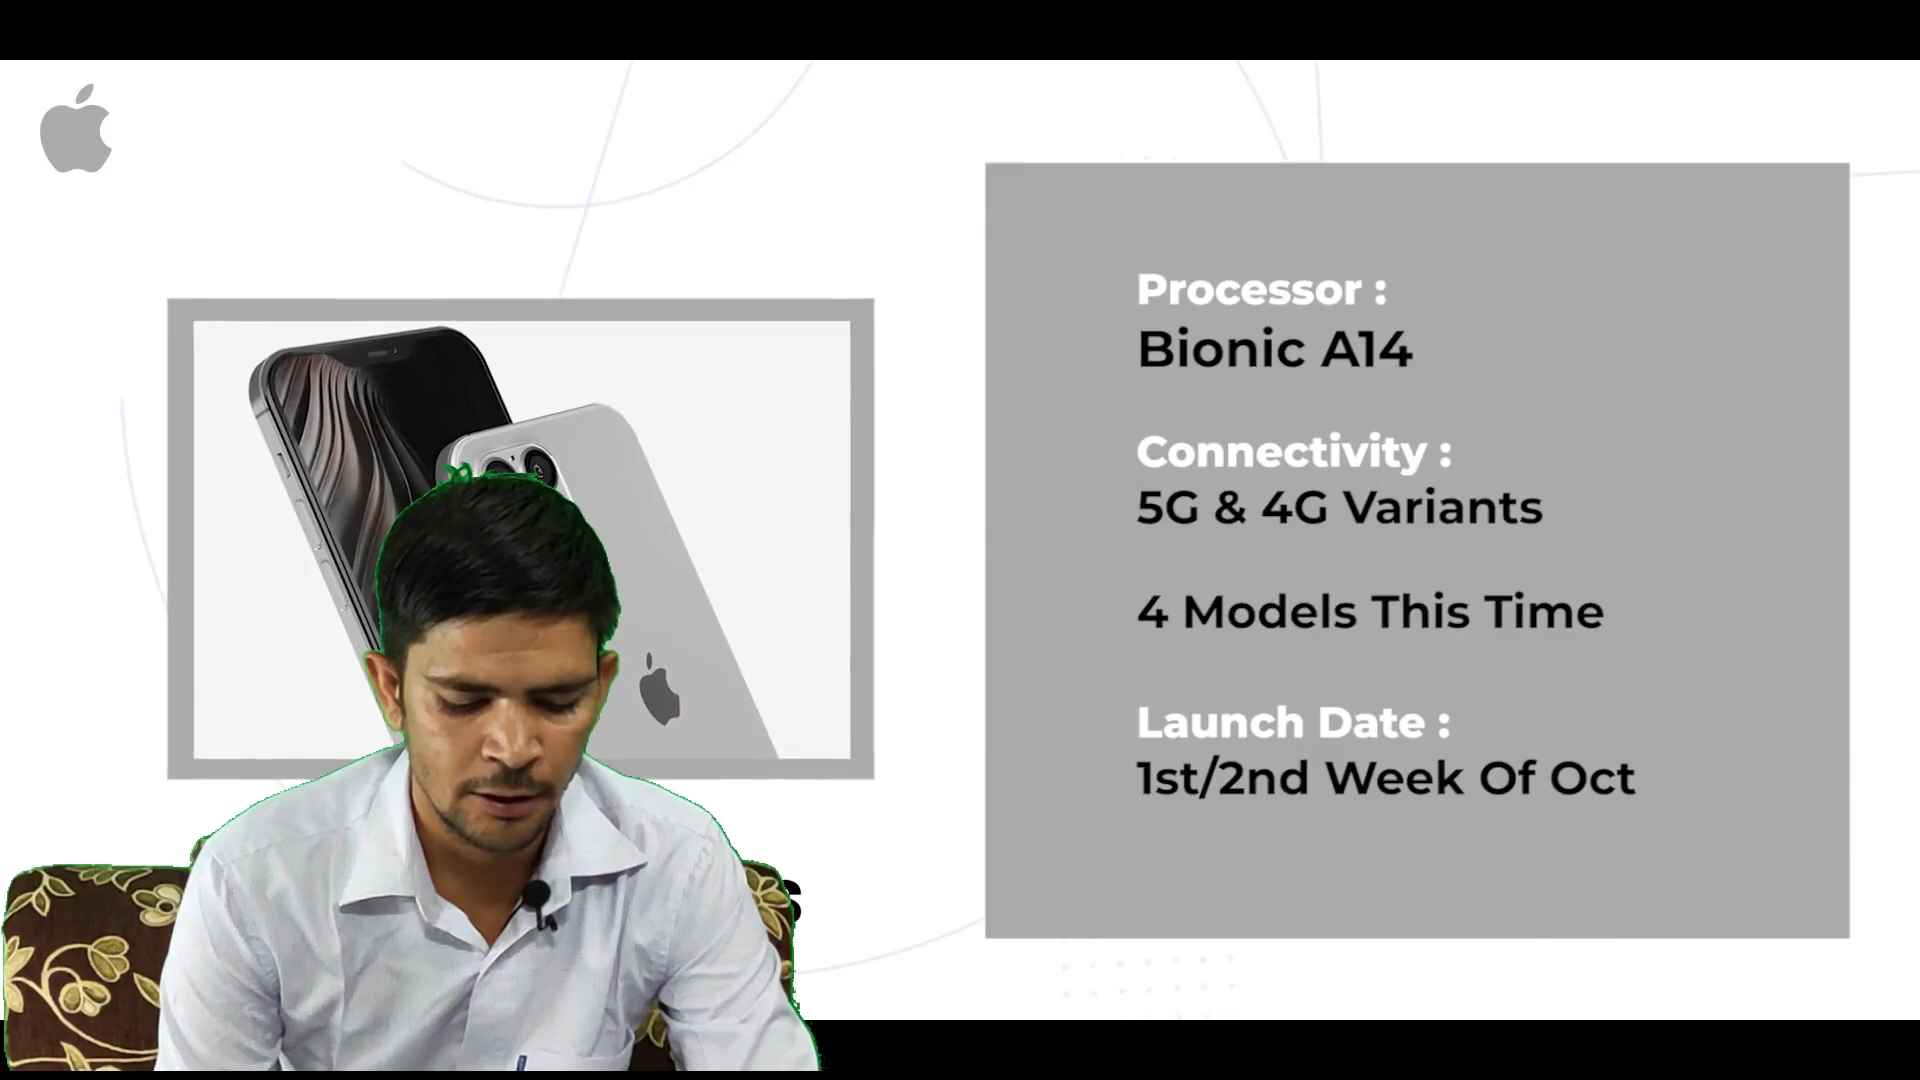 Processor :
Bionic A14
Connectivity :
5G & 4G Variants
4 Models This Time
Launch Date :
1st/2nd Week Of Oct